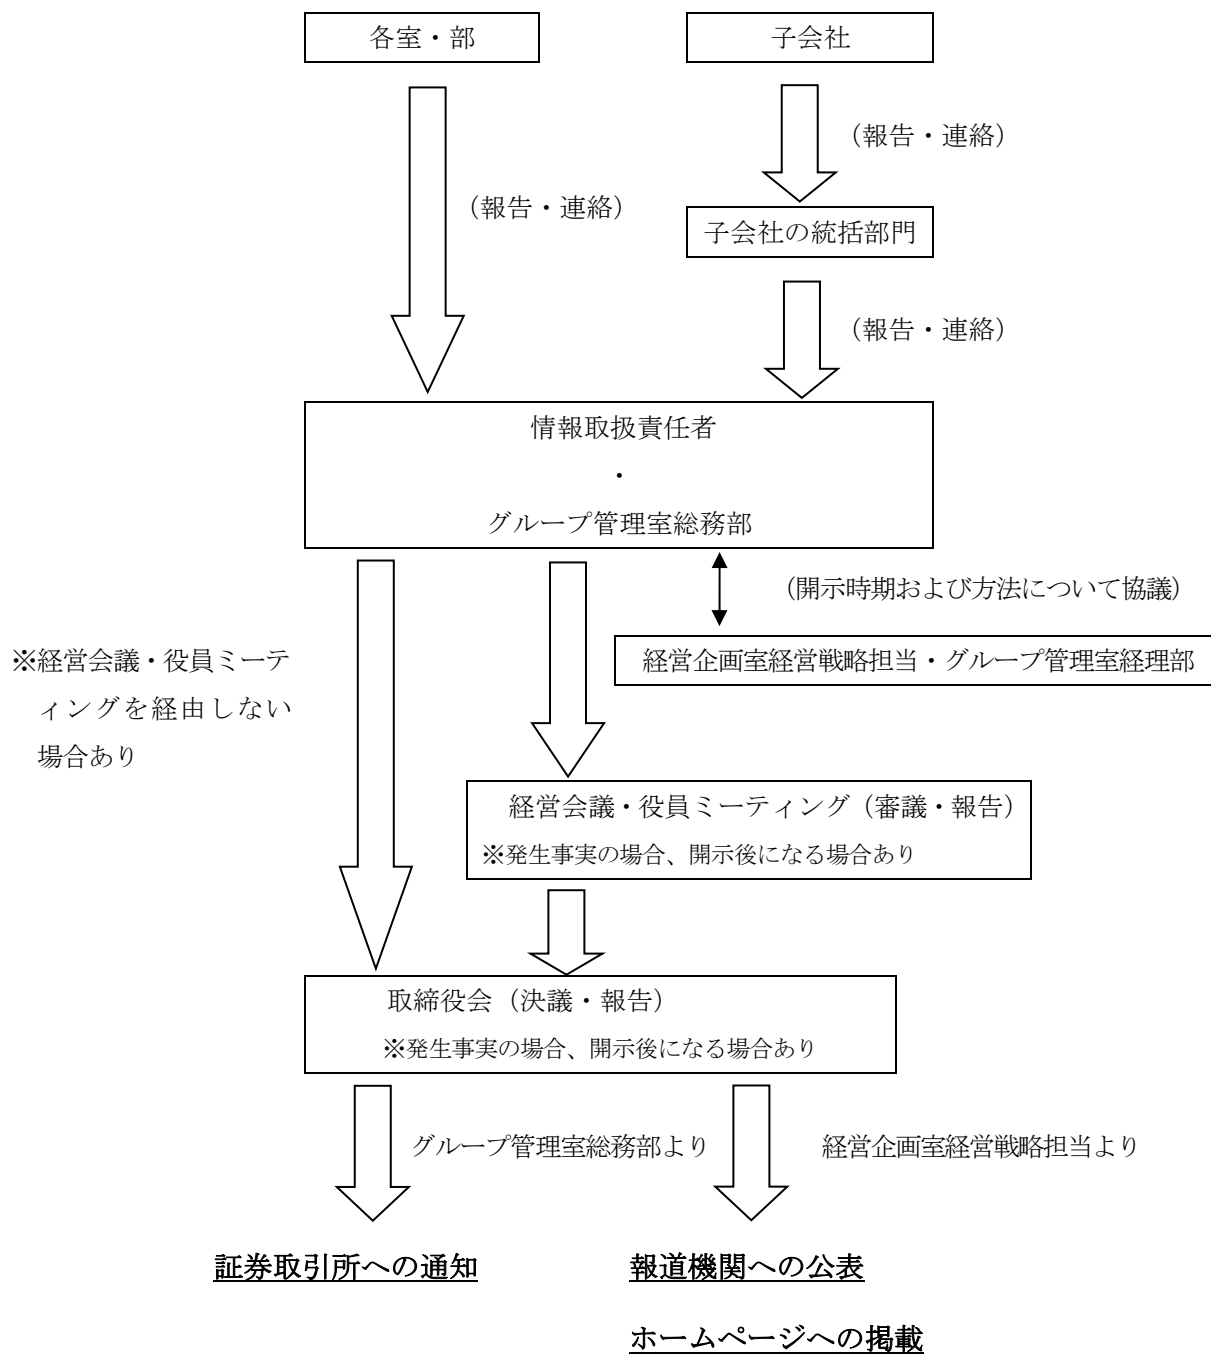 各室・部
子会社
（報告・連絡）
（報告・連絡）
子会社の統括部門
（報告・連絡）
情報取扱責任者
・
グループ管理室総務部
（開示時期および方法について協議）
経営企画室経営戦略担当・グループ管理室経理部
※経営会議・役員ミーテ
ィングを経由しない
場合あり
経営会議・役員ミーティング（審議・報告）
※発生事実の場合、開示後になる場合あり
取締役会（決議・報告）
※発生事実の場合、開示後になる場合あり
グループ管理室総務部より
経営企画室経営戦略担当より
証券取引所への通知
報道機関への公表
ホームページへの掲載